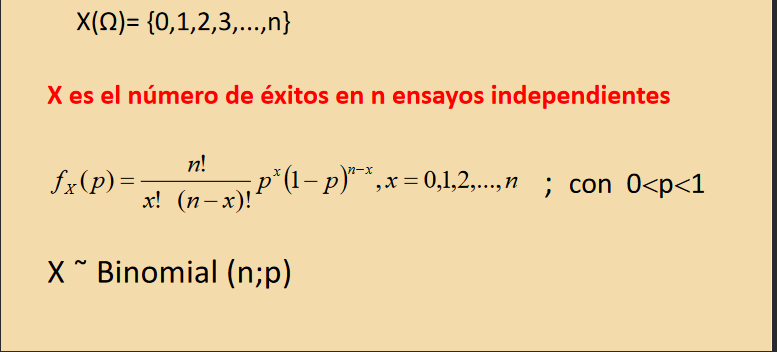 X(Ω)= {0,1,2,3,...,n}
X es el número de éxitos en n ensayos independientes
f_X(p) = \frac{n!}{x! (n-x)!} p^x (1-p)^{n-x}, x = 0,1,2,...,n ; con 0<p<1
X ~ Binomial (n;p)